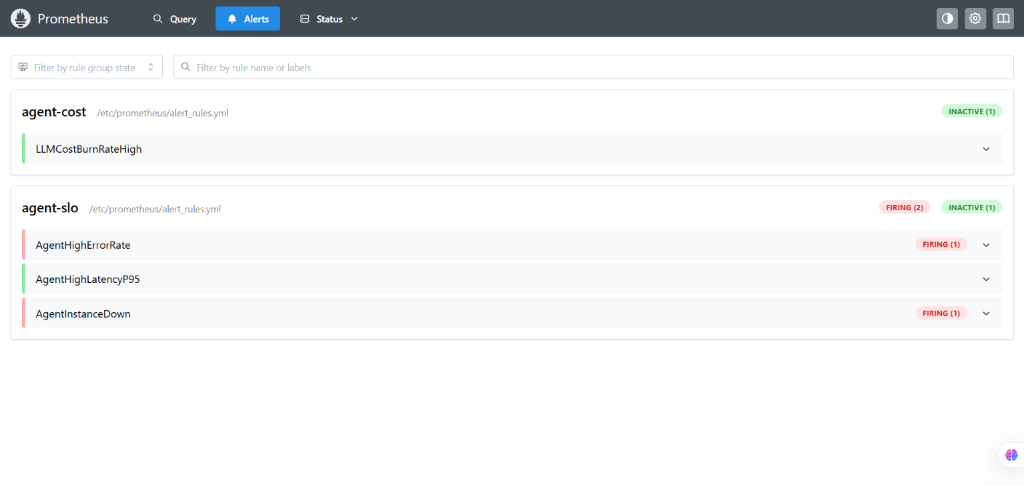 Prometheus Query Alerts Status
Filter by rule group state Filter by rule name or labels
agent-cost /etc/prometheus/alert_rules.yml INACTIVE (1)
LLMCostBurnRateHigh
agent-slo /etc/prometheus/alert_rules.yml FIRING (2) INACTIVE (1)
AgentHighErrorRate FIRING (1)
AgentHighLatencyP95
AgentInstanceDown FIRING (1)